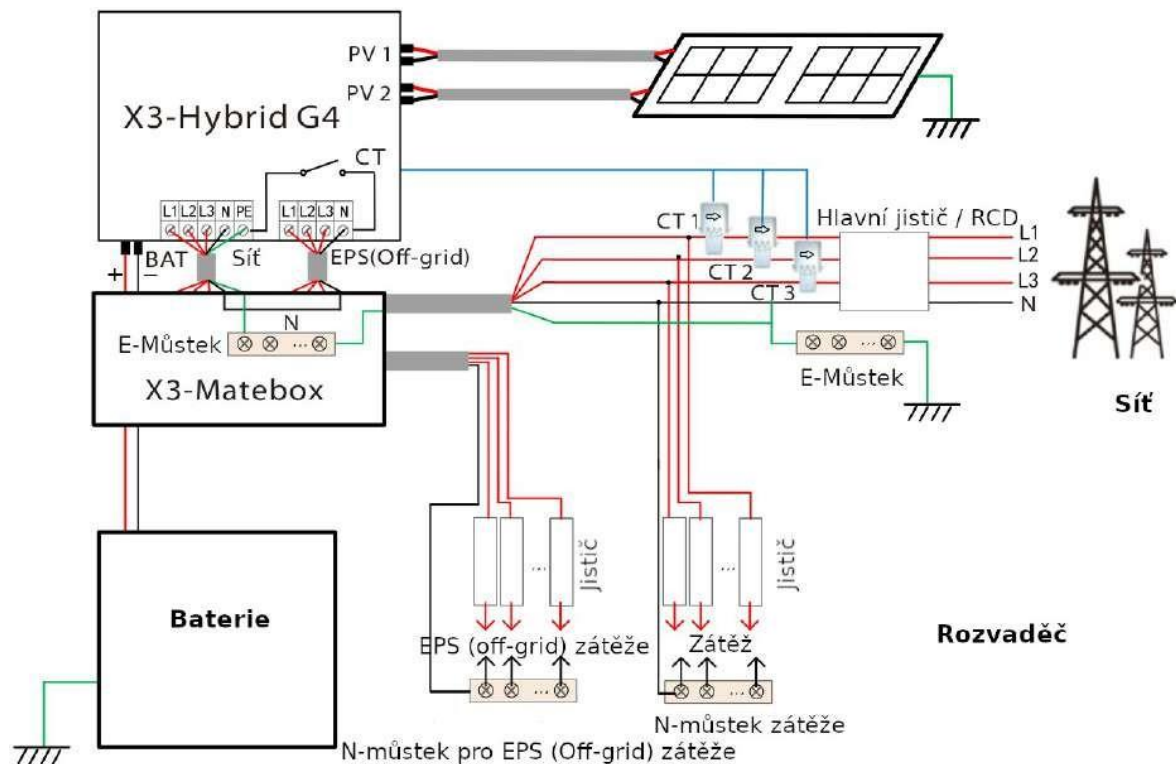 PV 1
PV 2
X3-Hybrid G4
CT
L1 L2 L3 N PE
L1 L2 L3 N
BAT
Síť
EPS(Off-grid)
+
–
CT 1
CT 2
CT 3
Hlavní jistič / RCD
L1
L2
L3
N
N
E-Můstek
...
X3-Matebox
...
E-Můstek
Síť
...
Jistič
...
Jistič
Baterie
EPS (off-grid) zátěže
Zátěž
Rozvaděč
...
...
N-můstek zátěže
N-můstek pro EPS (Off-grid) zátěže